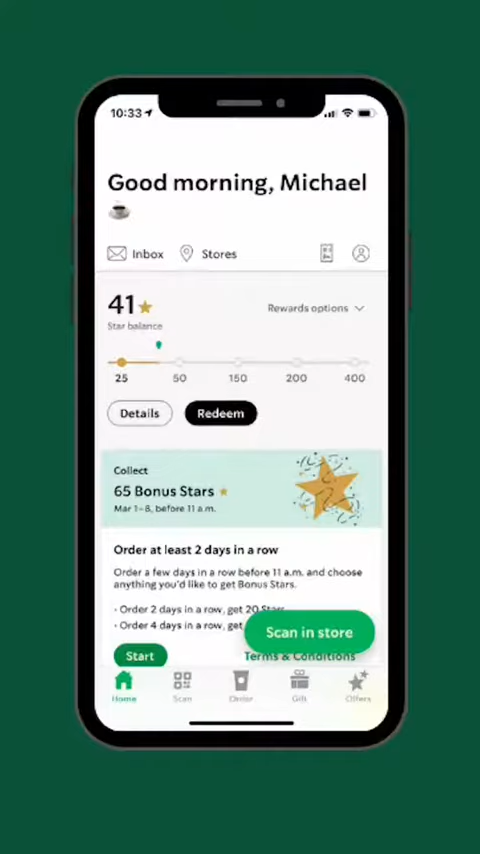 10:33
Good morning, Michael
Inbox
Stores
41
Star balance
Rewards options
25 50 150 200 400
Details
Redeem
Collect
65 Bonus Stars
Mar 1–8, before 11 a.m.
Order at least 2 days in a row
Order a few days in a row before 11 a.m. and choose
anything you'd like to get Bonus Stars.
· Order 2 days in a row, get 20 Stars
· Order 4 days in a row, get
Scan in store
Start
Terms & Conditions
Home Scan Order Gift Offers